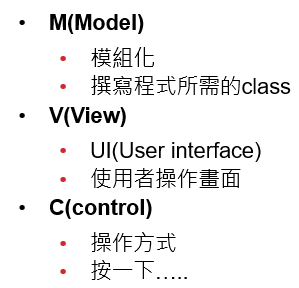 • M(Model)
• 模組化
• 撰寫程式所需的class
• V(View)
• UI(User interface)
• 使用者操作畫面
• C(control)
• 操作方式
• 按一下…..